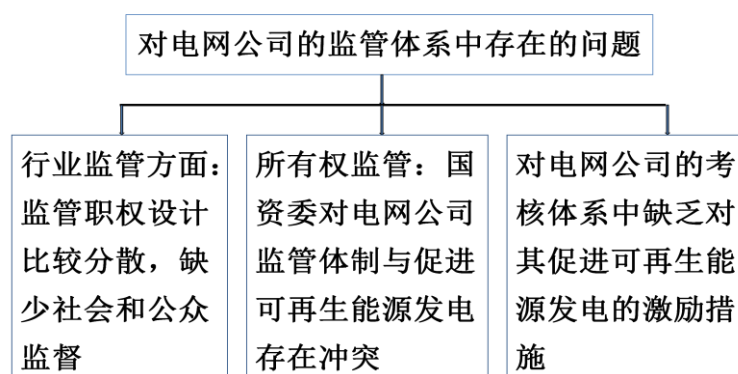 对电网公司的监管体系中存在的问题
行业监管方面：
监管职权设计
比较分散，缺
少社会和公众
监督
所有权监管：国
资委对电网公司
监管体制与促进
可再生能源发电
存在冲突
对电网公司的考
核体系中缺乏对
其促进可再生能
源发电的激励措
施